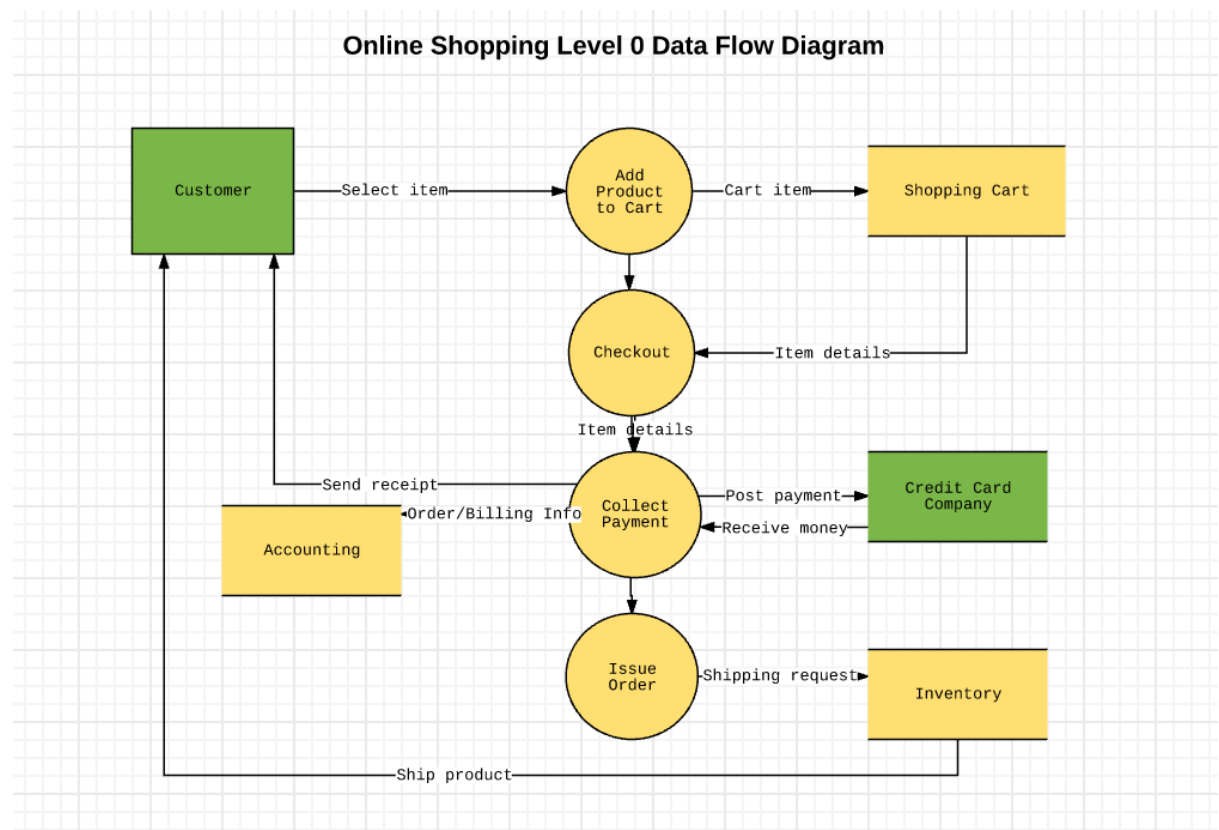 Online Shopping Level 0 Data Flow Diagram
Customer
Select item
Add
Product
to Cart
Cart item
Shopping Cart
Checkout
Item details
Item details
Send receipt
Collect
Payment
Post payment
Credit Card
Company
Order/Billing Info
Receive money
Accounting
Issue
Order
Shipping request
Inventory
Ship product